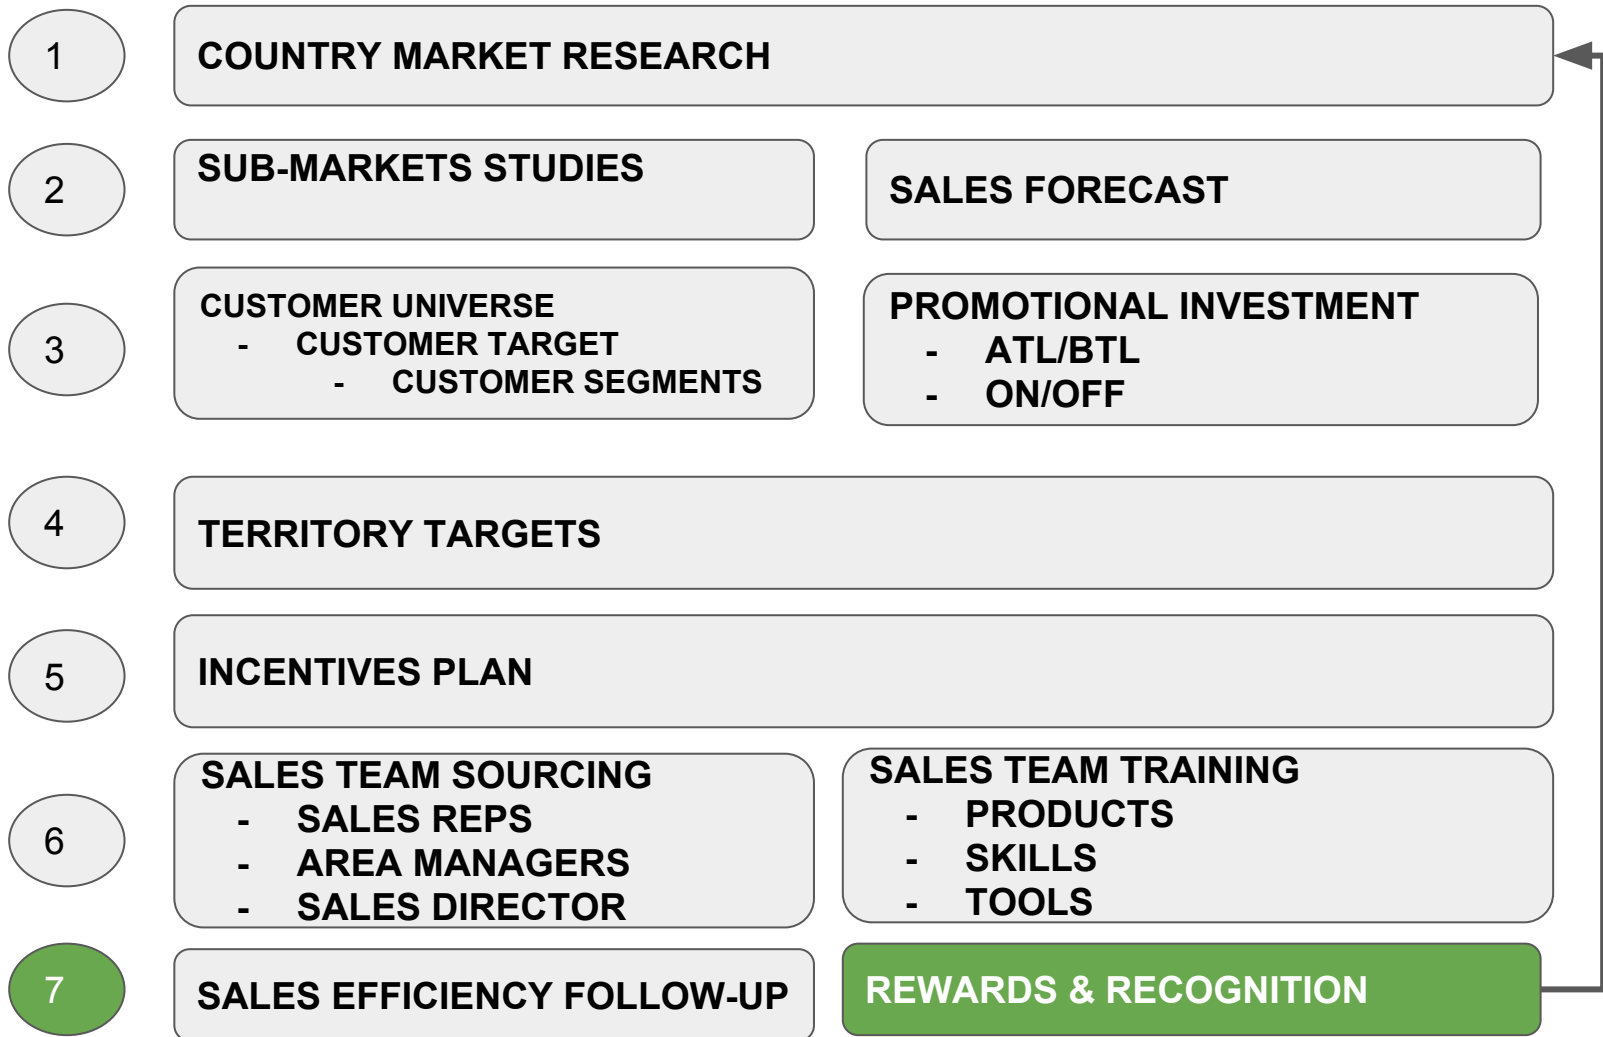 1
COUNTRY MARKET RESEARCH
2
SUB-MARKETS STUDIES
SALES FORECAST
3
CUSTOMER UNIVERSE
- CUSTOMER TARGET
- CUSTOMER SEGMENTS
PROMOTIONAL INVESTMENT
- ATL/BTL
- ON/OFF
4
TERRITORY TARGETS
5
INCENTIVES PLAN
6
SALES TEAM SOURCING
- SALES REPS
- AREA MANAGERS
- SALES DIRECTOR
SALES TEAM TRAINING
- PRODUCTS
- SKILLS
- TOOLS
7
SALES EFFICIENCY FOLLOW-UP
REWARDS & RECOGNITION